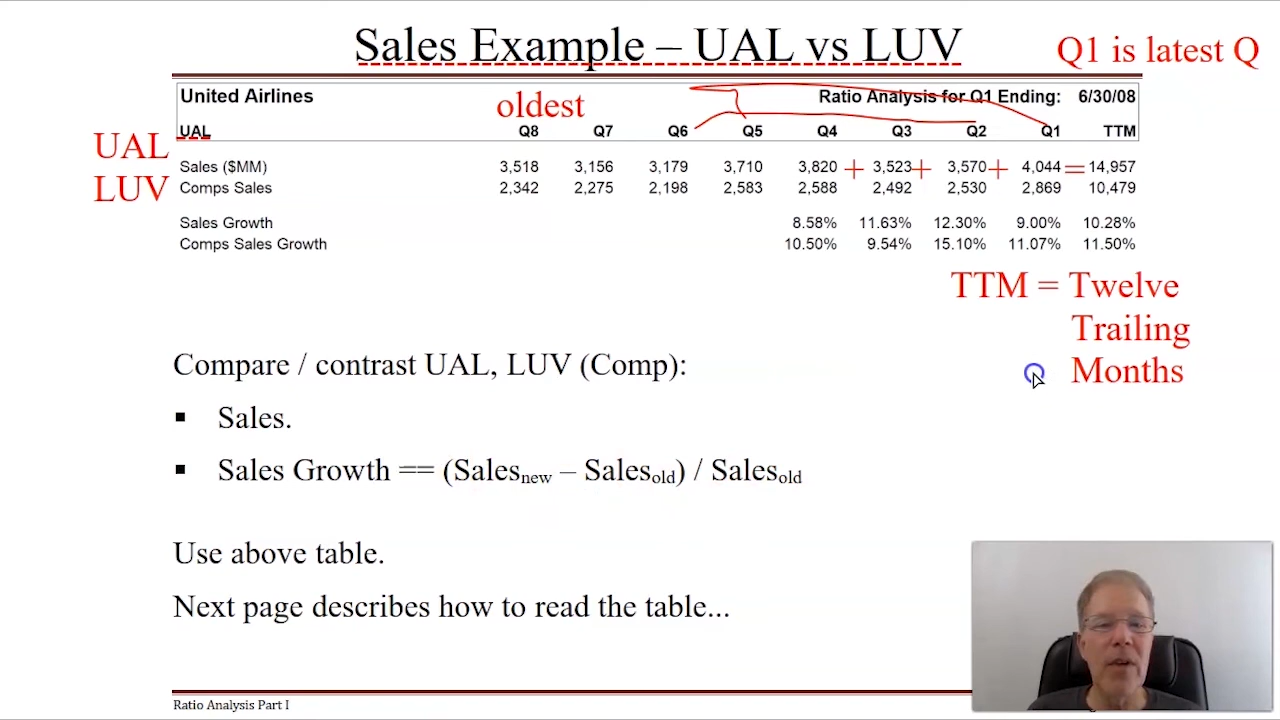 Sales Example – UAL vs LUV
Q1 is latest Q
United Airlines oldest Ratio Analysis for Q1 Ending: 6/30/08
UAL Q8 Q7 Q6 Q5 Q4 Q3 Q2 Q1 TTM
UAL Sales ($MM) 3,518 3,156 3,179 3,710 3,820 + 3,523 + 3,570 + 4,044 = 14,957
LUV Comps Sales 2,342 2,275 2,198 2,583 2,588 2,492 2,530 2,869 10,479
Sales Growth 8.58% 11.63% 12.30% 9.00% 10.28%
Comps Sales Growth 10.50% 9.54% 15.10% 11.07% 11.50%
TTM = Twelve
Trailing
Months
Compare / contrast UAL, LUV (Comp):
▪ Sales.
▪ Sales Growth == (Salesnew – Salesold) / Salesold
Use above table.
Next page describes how to read the table...
Ratio Analysis Part I